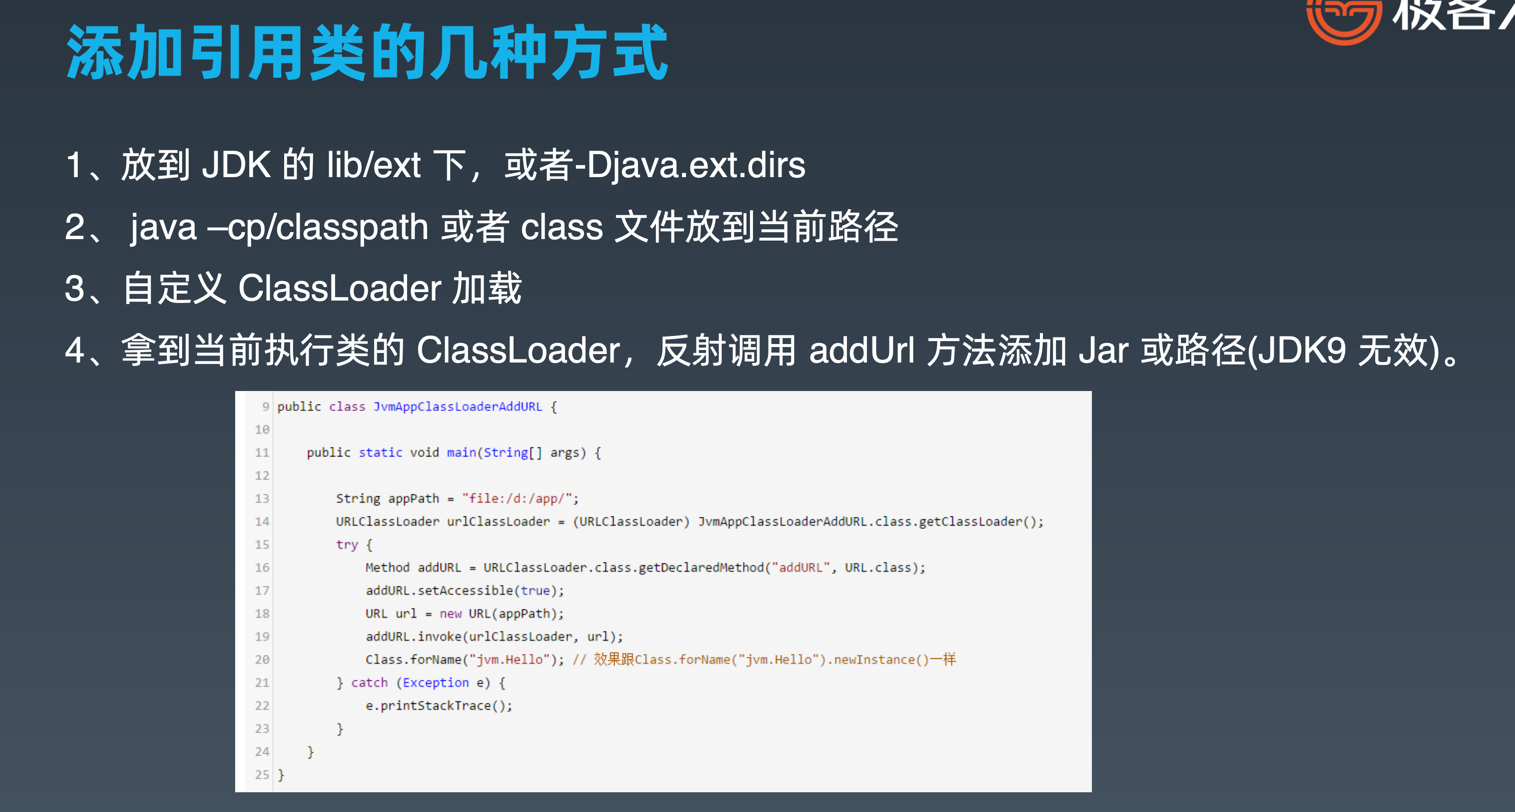 极客
添加引用类的几种方式
1、放到 JDK 的 lib/ext 下，或者-Djava.ext.dirs
2、 java –cp/classpath 或者 class 文件放到当前路径
3、自定义 ClassLoader 加载
4、拿到当前执行类的 ClassLoader，反射调用 addUrl 方法添加 Jar 或路径(JDK9 无效)。
9 public class JvmAppClassLoaderAddURL {
10
11 public static void main(String[] args) {
12
13 String appPath = "file:/d:/app/";
14 URLClassLoader urlClassLoader = (URLClassLoader) JvmAppClassLoaderAddURL.class.getClassLoader();
15 try {
16 Method addURL = URLClassLoader.class.getDeclaredMethod("addURL", URL.class);
17 addURL.setAccessible(true);
18 URL url = new URL(appPath);
19 addURL.invoke(urlClassLoader, url);
20 Class.forName("jvm.Hello"); // 效果跟Class.forName("jvm.Hello").newInstance()一样
21 } catch (Exception e) {
22 e.printStackTrace();
23 }
24 }
25 }